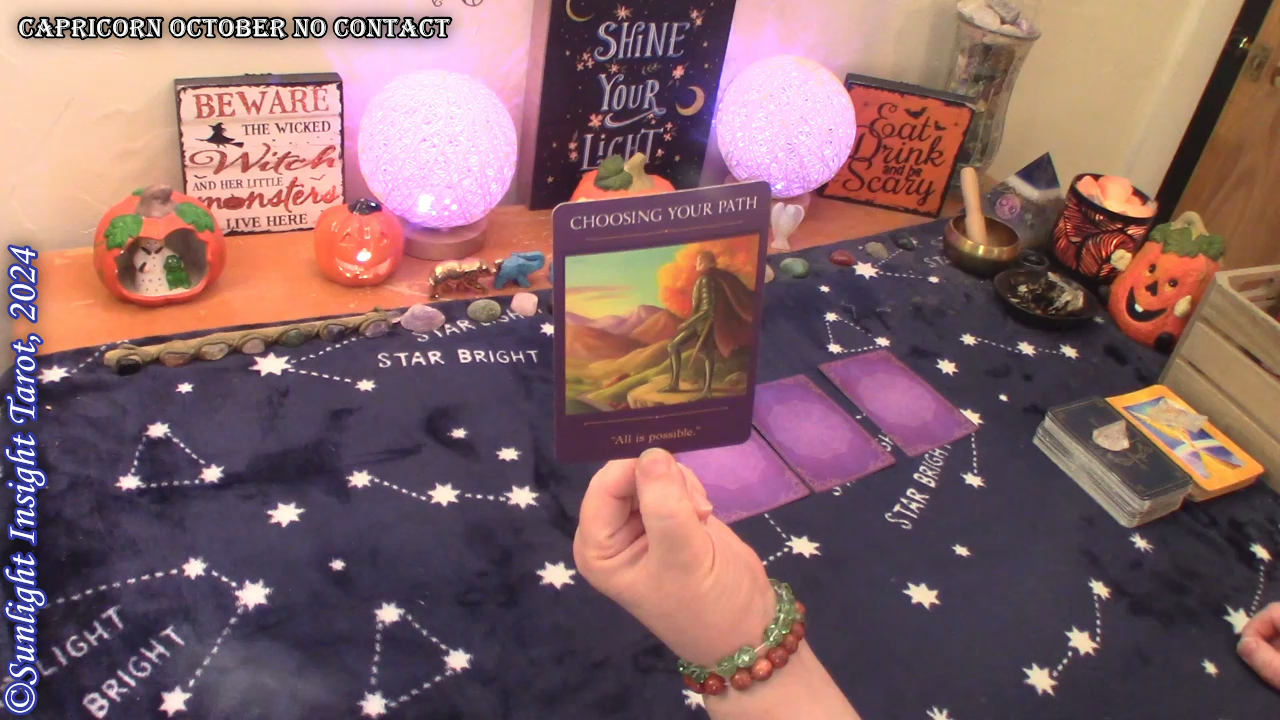 CAPRICORN OCTOBER NO CONTACT
©Sunlight Insight Tarot, 2024
BEWARE
THE WICKED
Witch
AND HER LITTLE
monsters
LIVE HERE
SHINE
YOUR
LIGHT
Eat
Drink
and be
Scary
CHOOSING YOUR PATH
"All is possible."
STAR LIGHT
STAR BRIGHT
STAR BRIGHT
LIGHT
BRIGHT